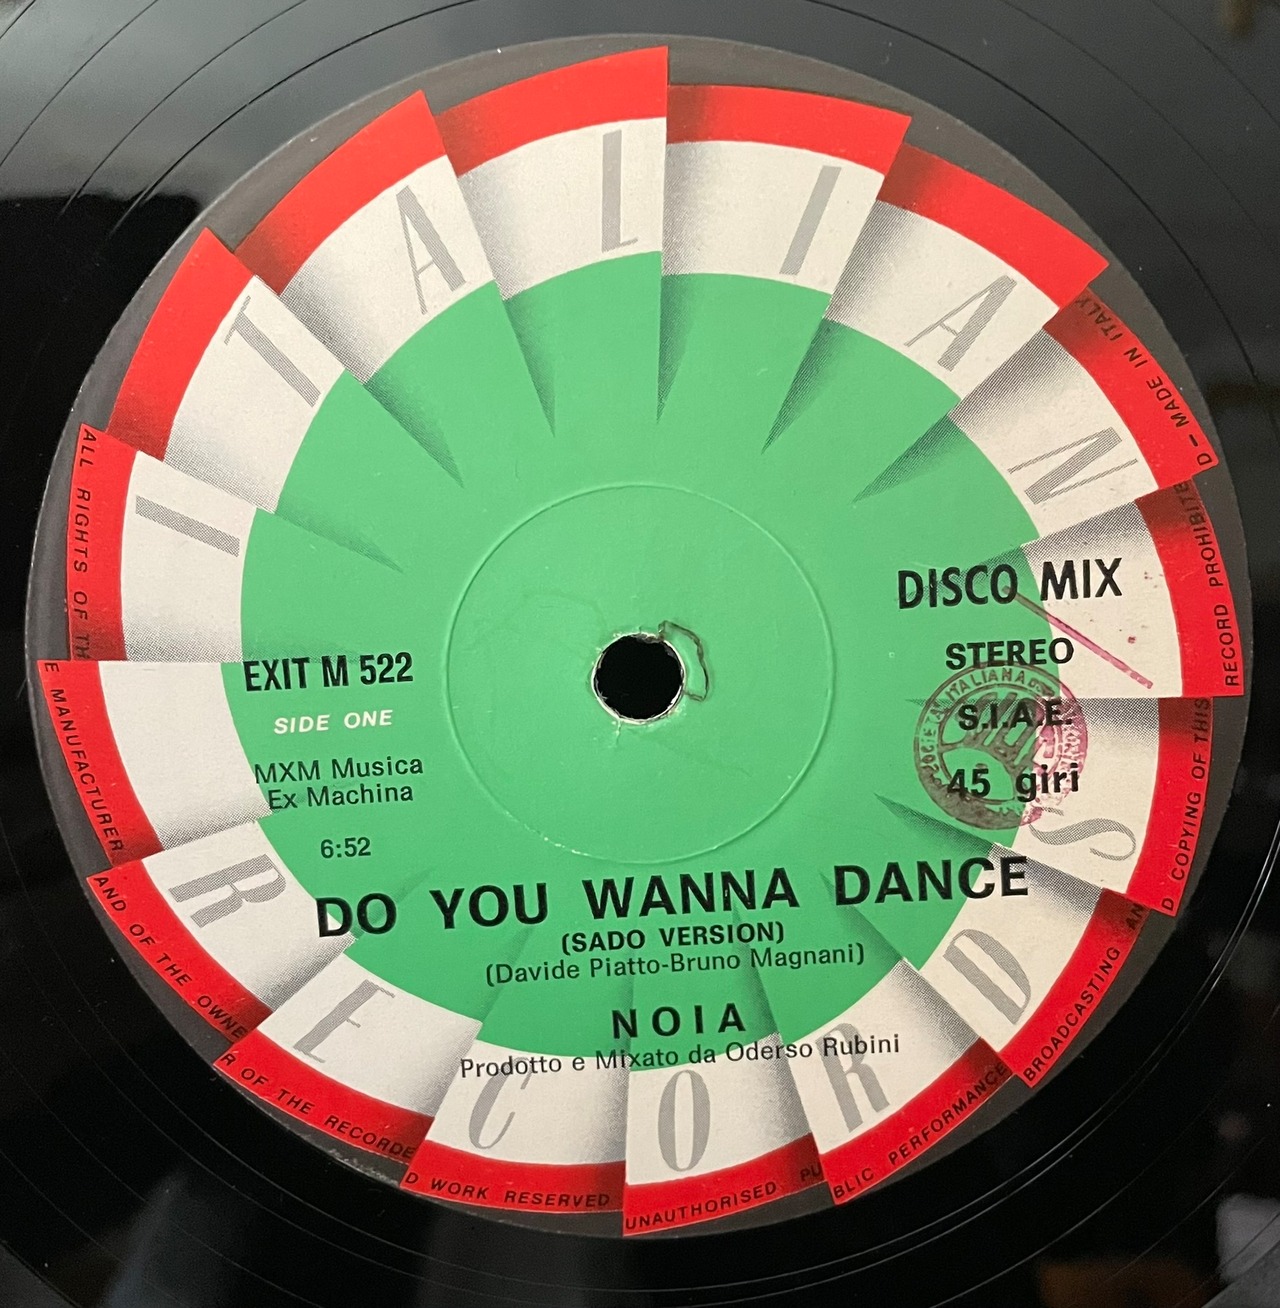 ITALIAN
RECORDS
ALL RIGHTS OF THE MANUFACTURER AND OF THE OWNER OF THE RECORDED WORK RESERVED UNAUTHORISED PUBLIC PERFORMANCE BROADCASTING AND COPYING OF THIS RECORD PROHIBITED – MADE IN ITALY
DISCO MIX
STEREO
S.I.A.E.
45 giri
EXIT M 522
SIDE ONE
MXM Musica
Ex Machina
6:52
DO YOU WANNA DANCE
(SADO VERSION)
(Davide Piatto-Bruno Magnani)
NOIA
Prodotto e Mixato da Oderso Rubini
ITALIANA